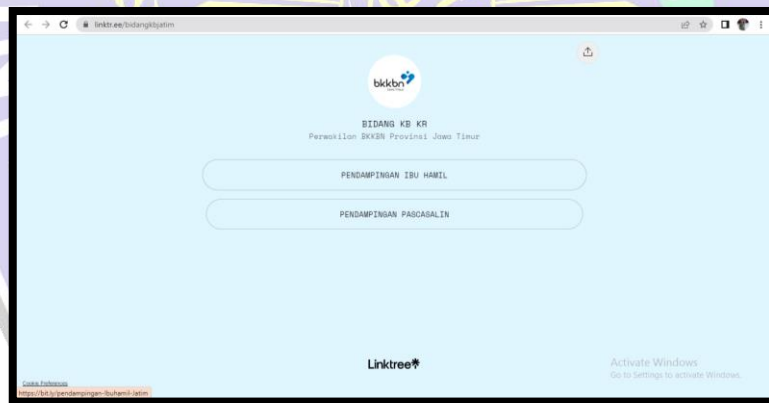 linktr.ee/bidangkbjatim
bkkbn
BIDANG KB KR
Perwakilan BKKBN Provinsi Jawa Timur
PENDAMPINGAN IBU HAMIL
PENDAMPINGAN PASCASALIN
Linktree
Activate Windows
Go to Settings to activate Windows.
Cookie Preferences
https://bit.ly/pendampingan-Ibuhamil-Jatim